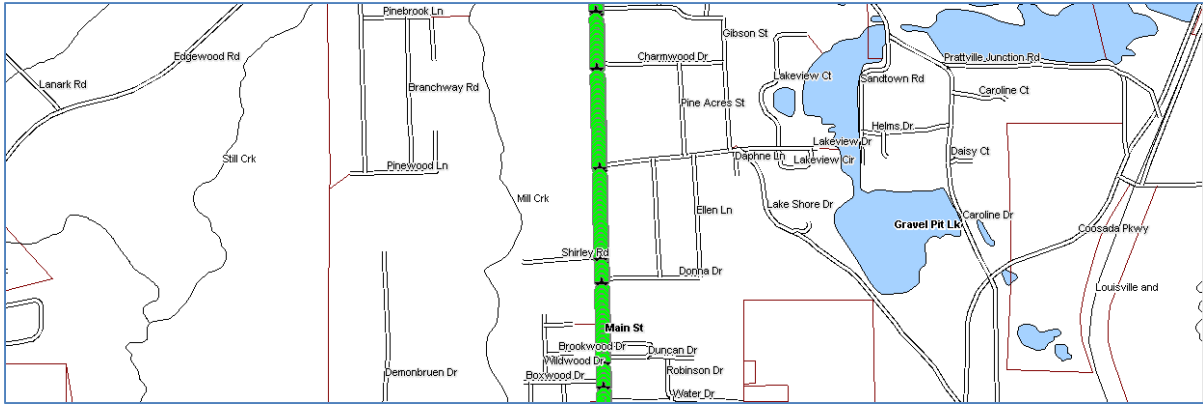 Pinebrook Ln
Gibson St
Edgewood Rd
Charmwood Dr
Prattville Junction Rd
Lanark Rd
Branchway Rd
Lakeview Ct
Sandtown Rd
Caroline Ct
Pine Acres St
Helms Dr
Lakeview Dr
Still Crk
Pinewood Ln
Daphne Ln
Lakeview Cir
Daisy Ct
Mill Crk
Ellen Ln
Lake Shore Dr
Gravel Pit Lk
Caroline Dr
Coosada Pkwy
Shirley Rd
Donna Dr
Louisville and
Main St
Brookwood Dr
Duncan Dr
Wildwood Dr
Demonbruen Dr
Boxwood Dr
Robinson Dr
Water Dr